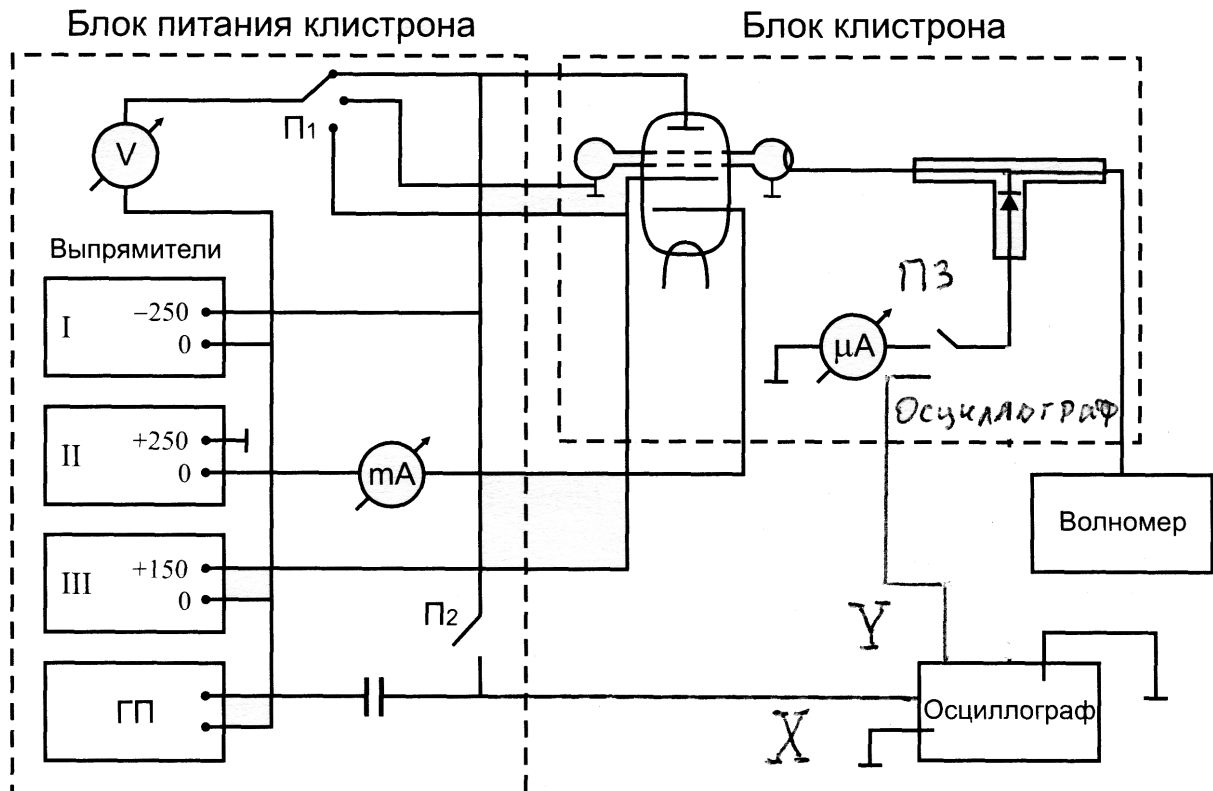 Блок питания клистрона
Блок клистрона
П1
V
Выпрямители
I
–250
0
П3
μA
Осциллограф
II
+250
0
mA
Волномер
III
+150
0
П2
Y
ГП
X
Осциллограф